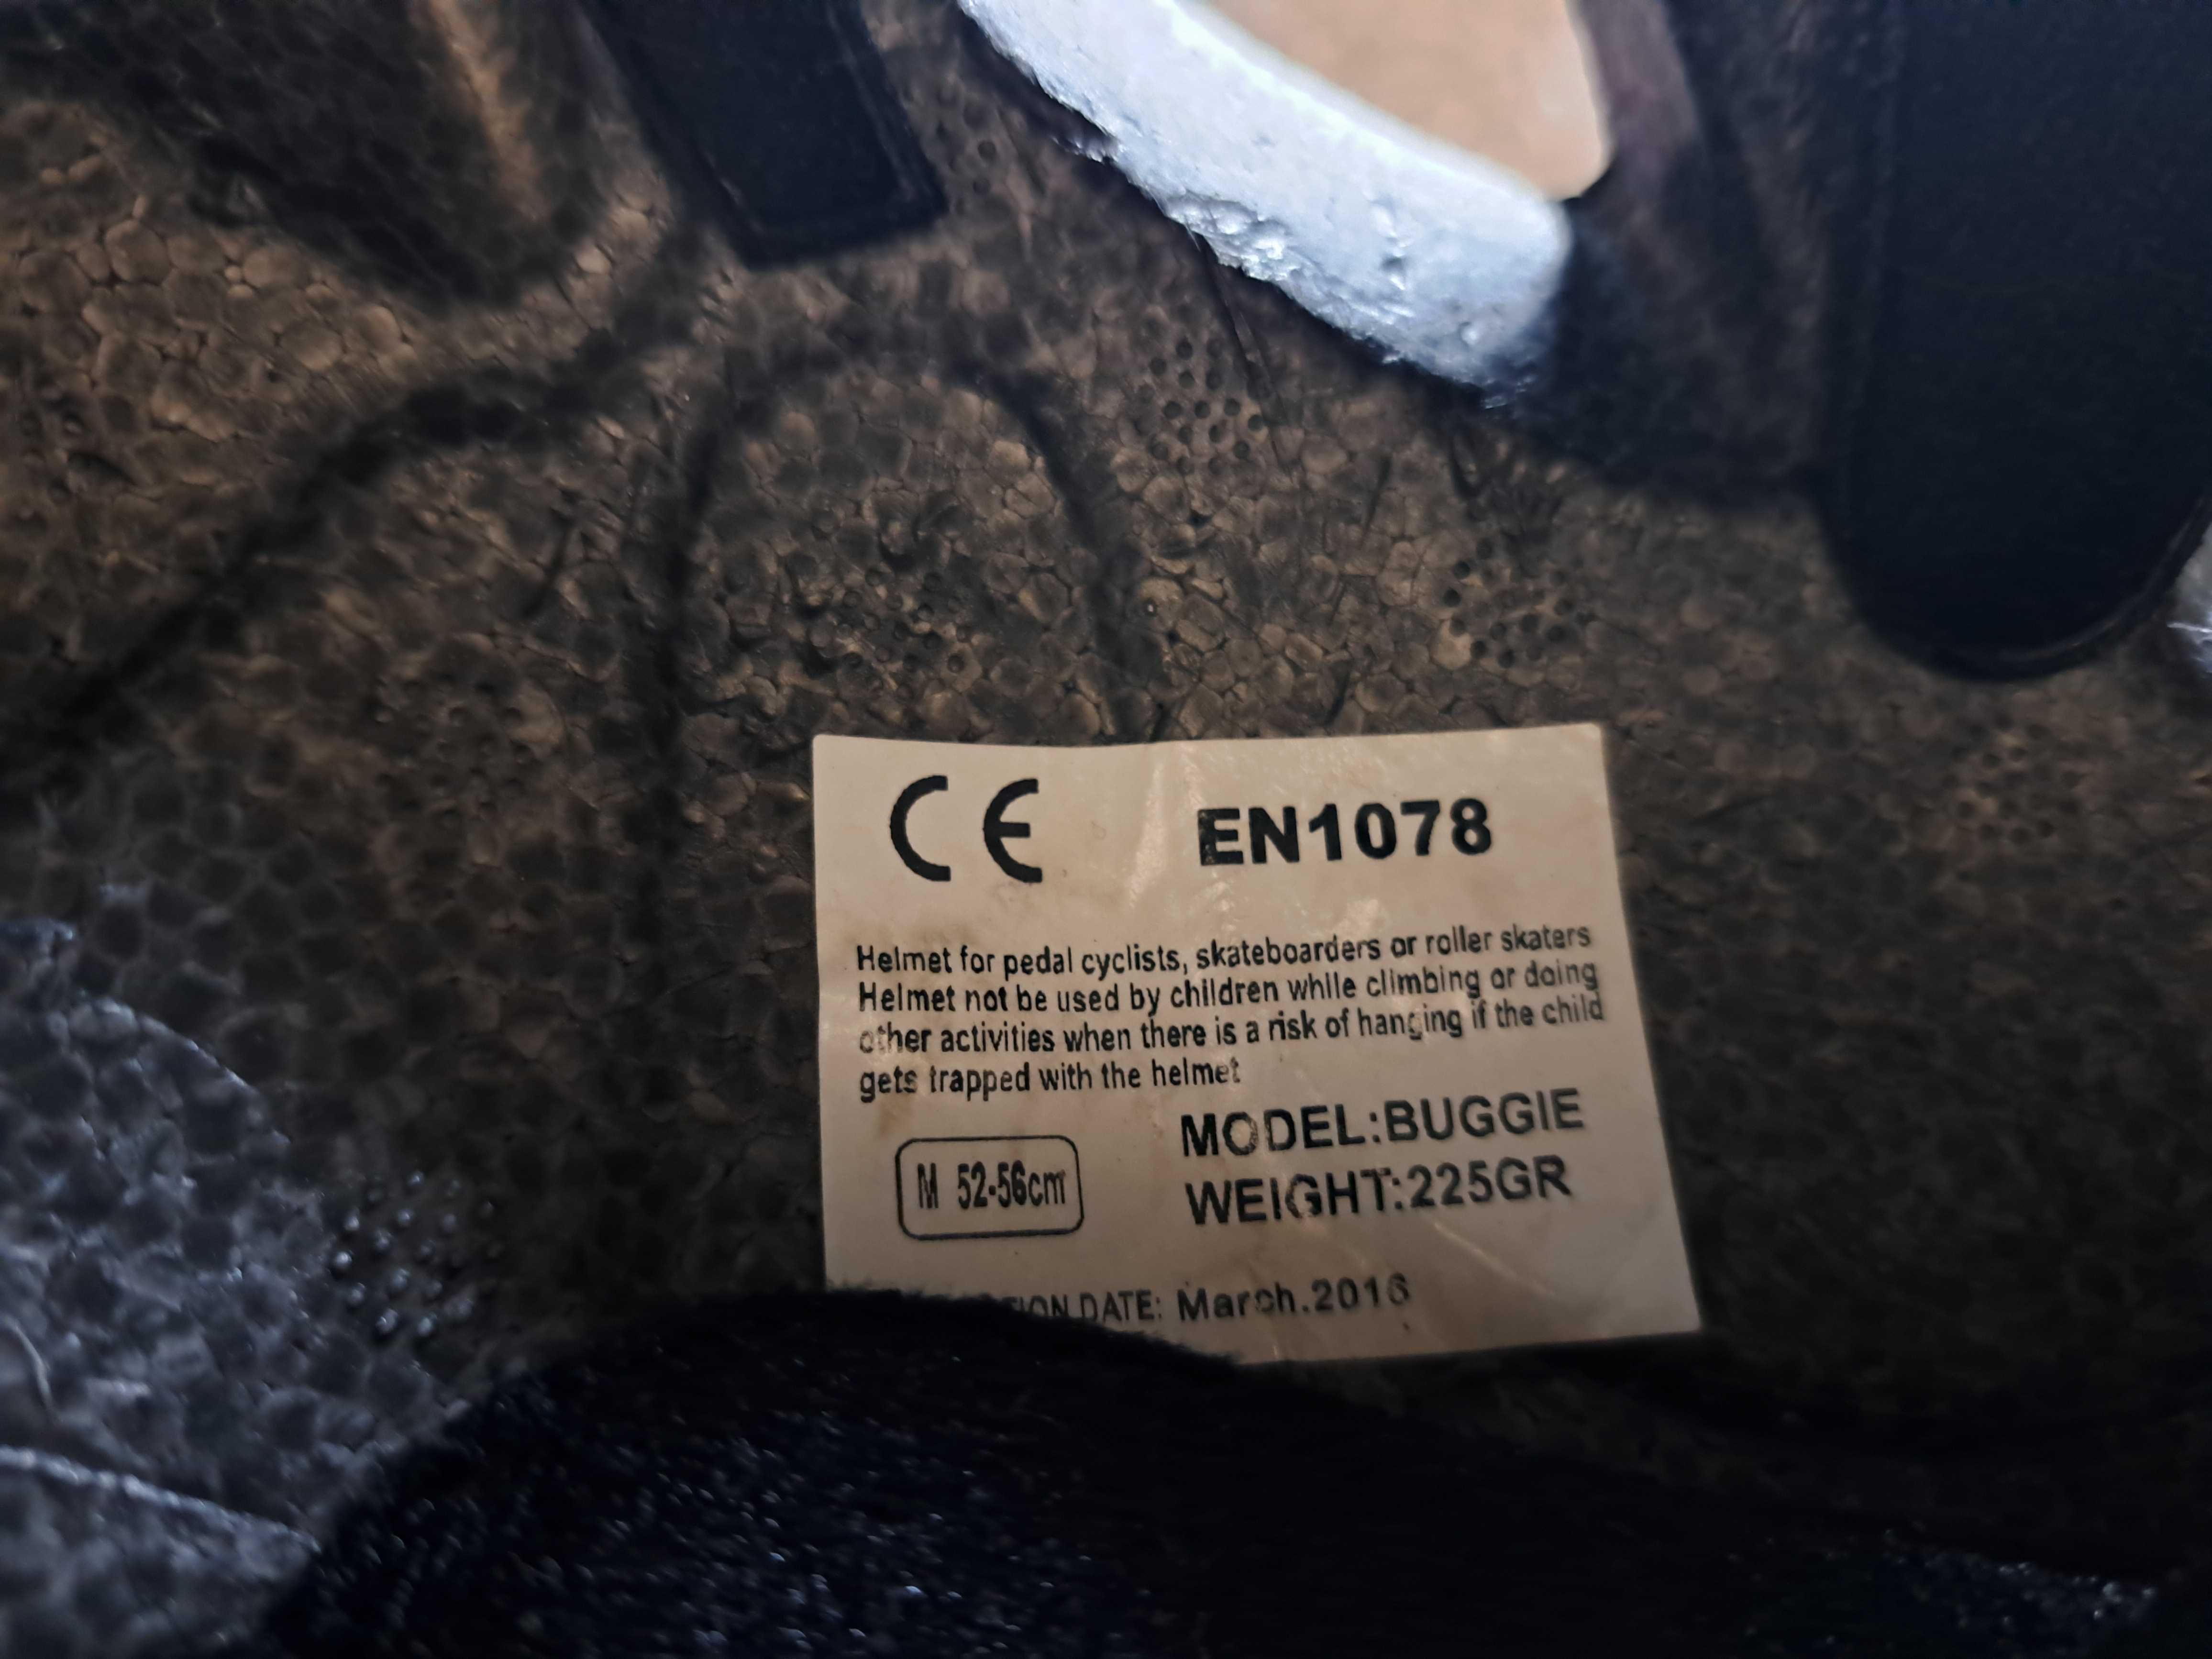 CE EN1078
Helmet for pedal cyclists, skateboarders or roller skaters
Helmet not be used by children while climbing or doing
other activities when there is a risk of hanging if the child
gets trapped with the helmet
MODEL:BUGGIE
M 52-56cm
WEIGHT:225GR
DATE: March.2016